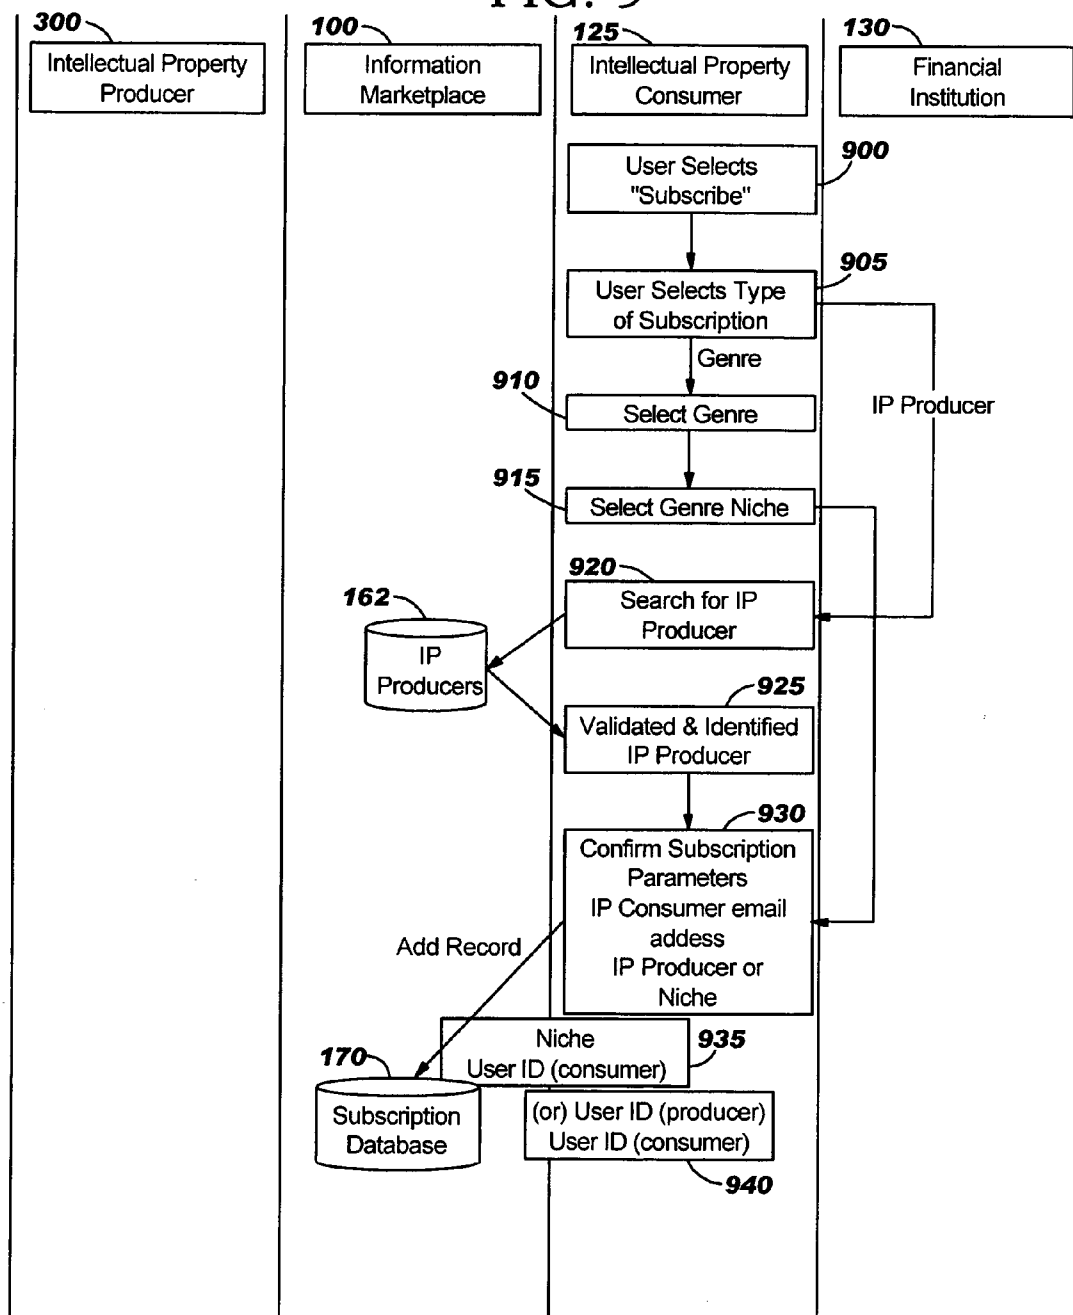 FIG. 9
300
100
125
130
Intellectual Property
Producer
Information
Marketplace
Intellectual Property
Consumer
Financial
Institution
User Selects
"Subscribe"
900
905
User Selects Type
of Subscription
Genre
910
Select Genre
IP Producer
915
Select Genre Niche
920
Search for IP
Producer
162
IP
Producers
925
Validated & Identified
IP Producer
930
Confirm Subscription
Parameters
IP Consumer email
addess
IP Producer or
Niche
Add Record
Niche
User ID (consumer)
935
170
Subscription
Database
(or) User ID (producer)
User ID (consumer)
940